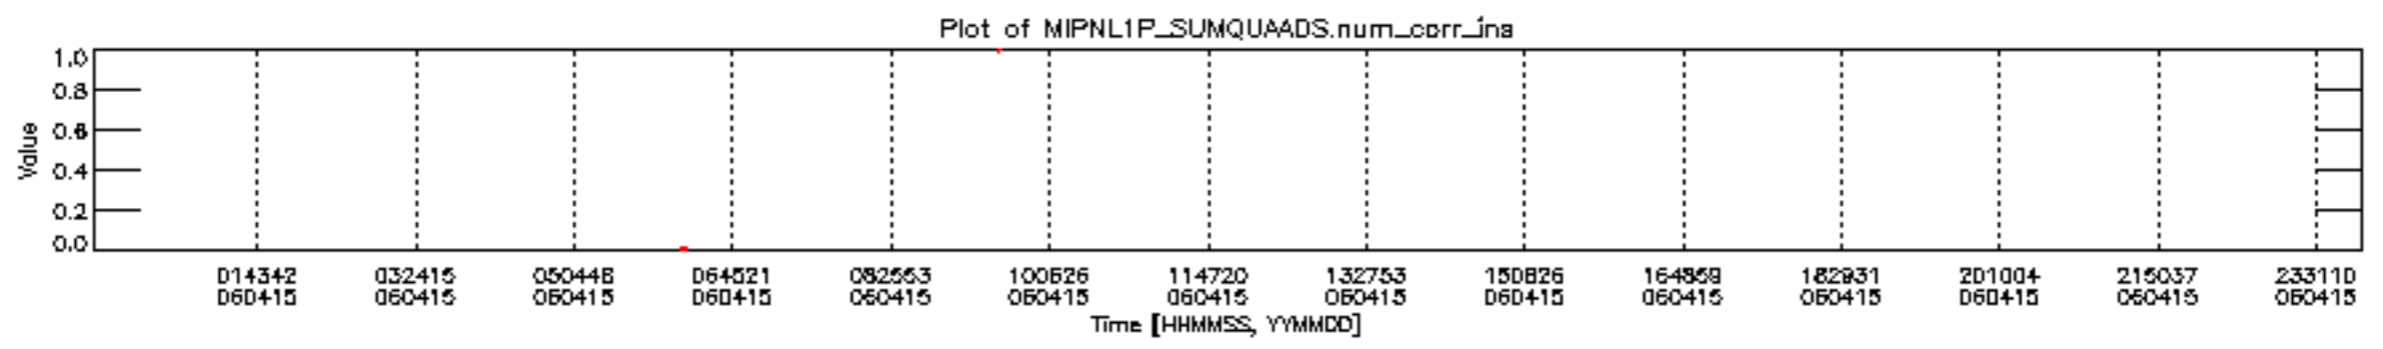 Plot of MIPNL1P_SUMQUAADS.num_corr_ins
1.0
0.8
0.6
0.4
0.2
0.0
Value
014342 032415 050448 064521 082553 100626 114720 132753 150826 164859 182931 201004 215037 233110
060415 060415 060415 060415 060415 060415 060415 060415 060415 060415 060415 060415 060415 060415
Time [HHMMSS, YYMMDD]